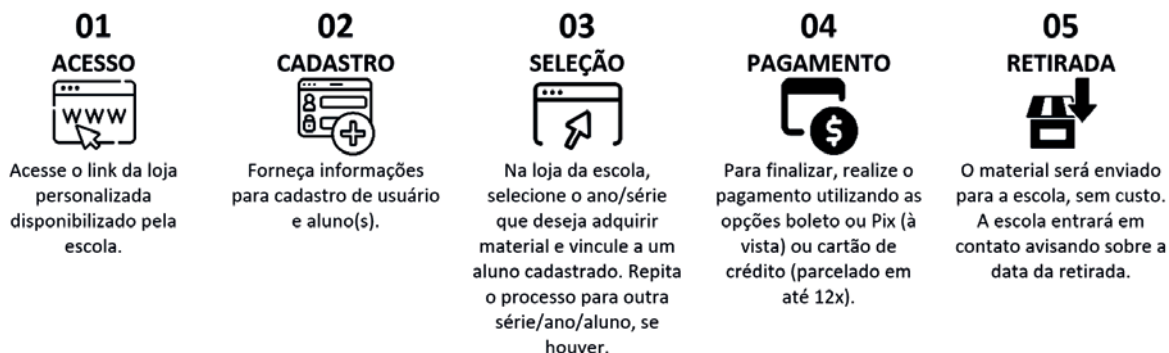 01
ACESSO
WWW
Acesse o link da loja
personalizada
disponibilizado pela
escola.
02
CADASTRO
Forneça informações
para cadastro de usuário
e aluno(s).
03
SELEÇÃO
Na loja da escola,
selecione o ano/série
que deseja adquirir
material e vincule a um
aluno cadastrado. Repita
o processo para outra
série/ano/aluno, se
houver.
04
PAGAMENTO
$
Para finalizar, realize o
pagamento utilizando as
opções boleto ou Pix (à
vista) ou cartão de
crédito (parcelado em
até 12x).
05
RETIRADA
O material será enviado
para a escola, sem custo.
A escola entrará em
contato avisando sobre a
data da retirada.